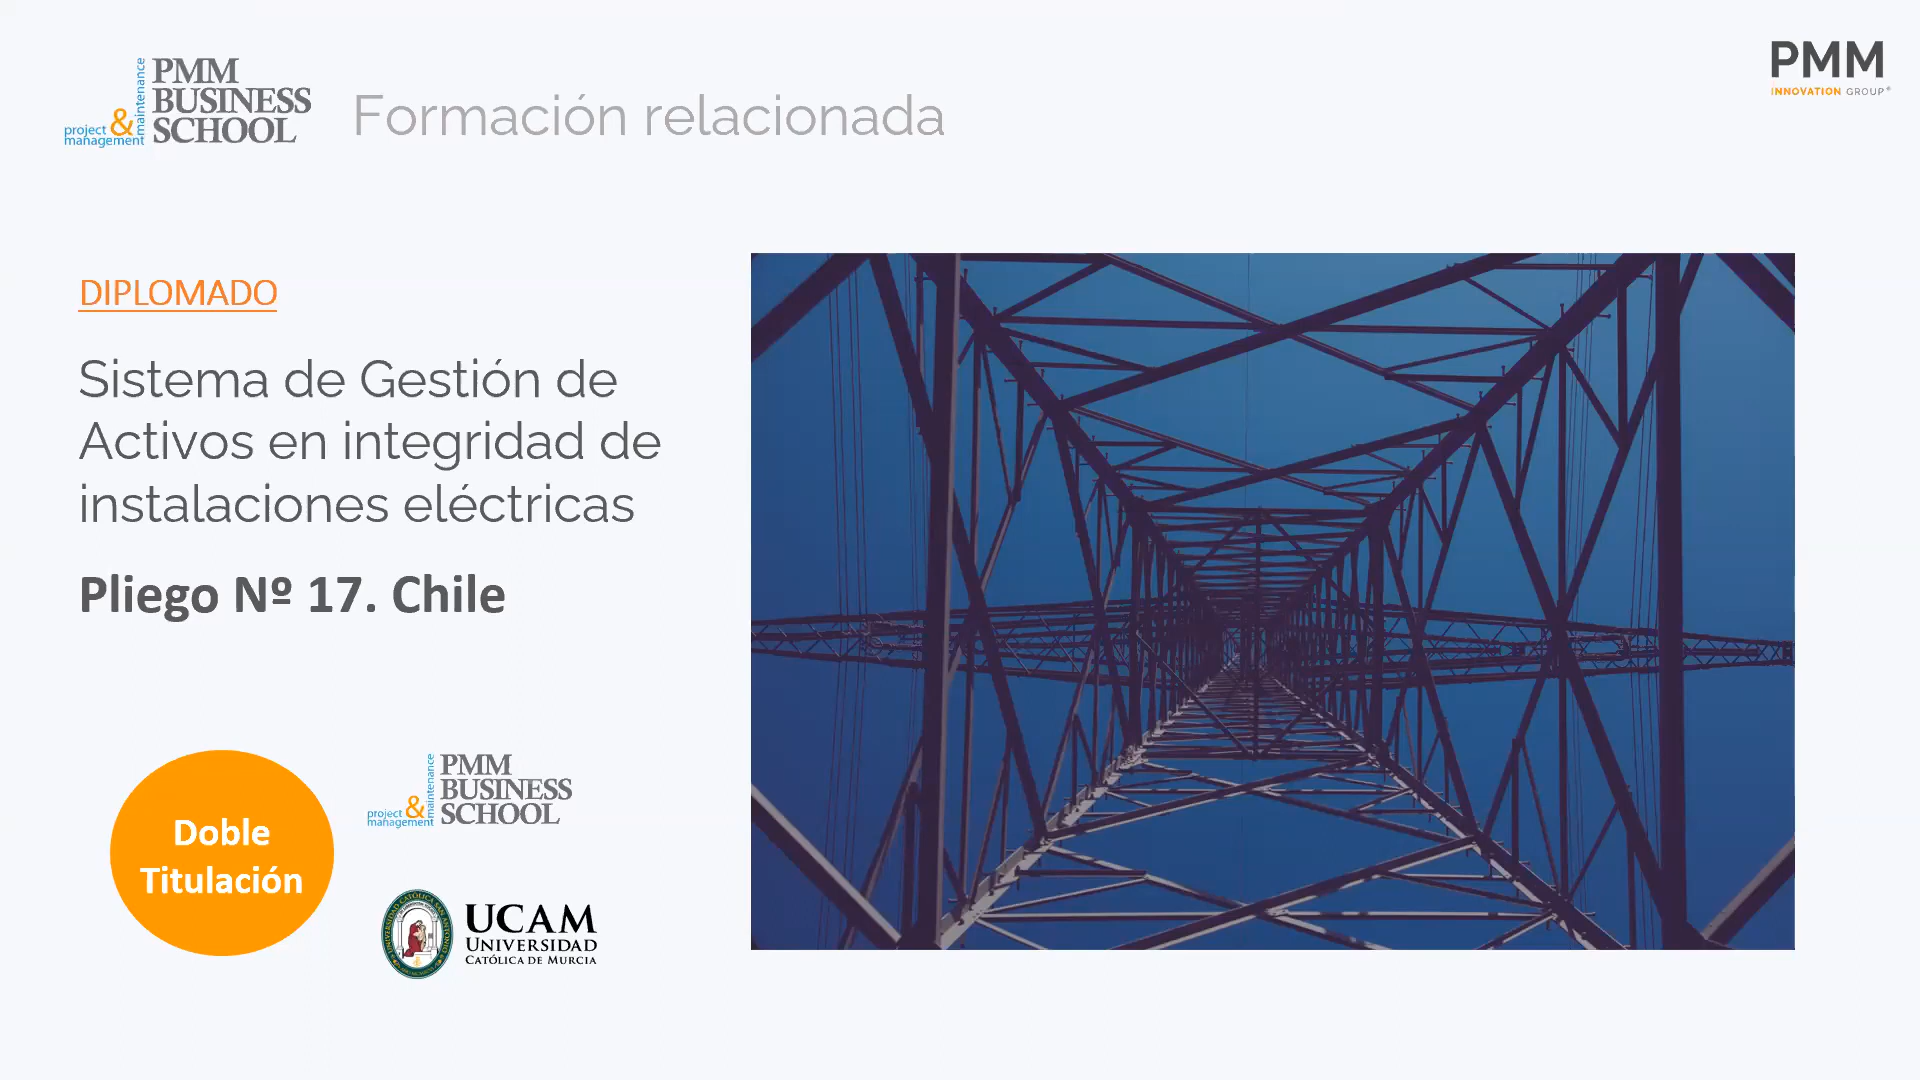 project
management
&
maintenance
PMM
BUSINESS
SCHOOL
Formación relacionada
PMM
INNOVATION GROUP®
DIPLOMADO
Sistema de Gestión de
Activos en integridad de
instalaciones eléctricas
Pliego Nº 17. Chile
Doble
Titulación
project
management
&
maintenance
PMM
BUSINESS
SCHOOL
UCAM
UNIVERSIDAD
CATÓLICA DE MURCIA